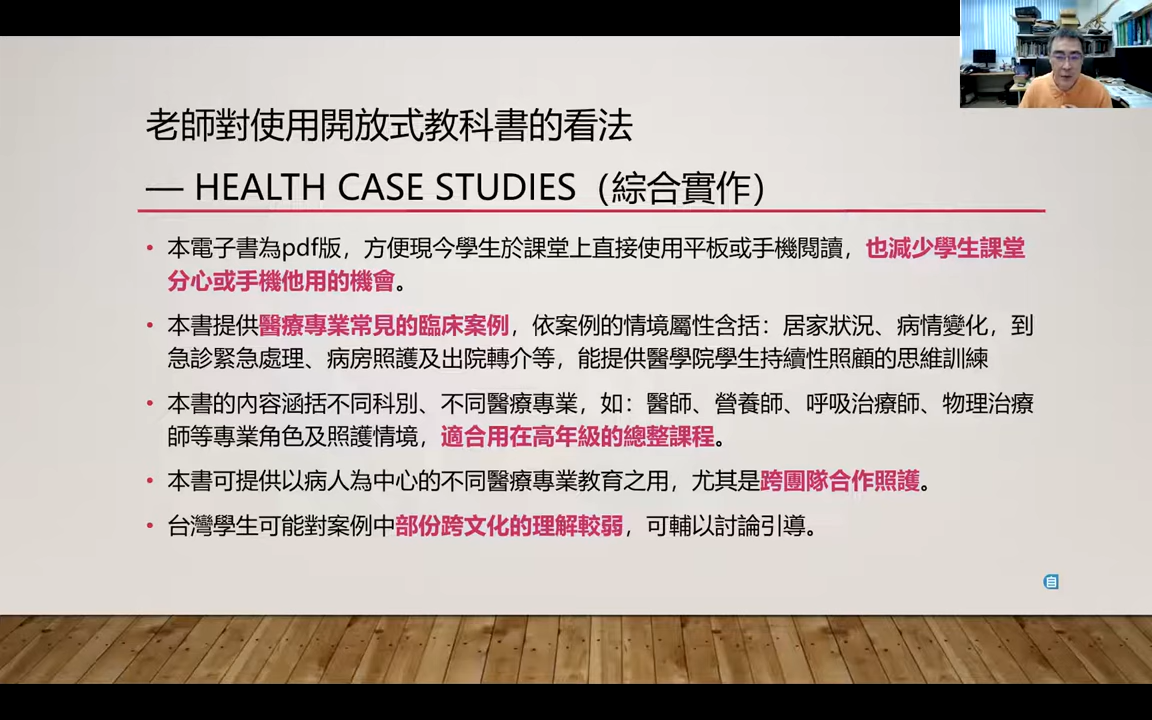 老師對使用開放式教科書的看法
— HEALTH CASE STUDIES（綜合實作）
• 本電子書為pdf版，方便現今學生於課堂上直接使用平板或手機閱讀，也減少學生課堂
分心或手機他用的機會。
• 本書提供醫療專業常見的臨床案例，依案例的情境屬性含括：居家狀況、病情變化，到
急診緊急處理、病房照護及出院轉介等，能提供醫學院學生持續性照顧的思維訓練
• 本書的內容涵括不同科別、不同醫療專業，如：醫師、營養師、呼吸治療師、物理治療
師等專業角色及照護情境，適合用在高年級的總整課程。
• 本書可提供以病人為中心的不同醫療專業教育之用，尤其是跨團隊合作照護。
• 台灣學生可能對案例中部份跨文化的理解較弱，可輔以討論引導。